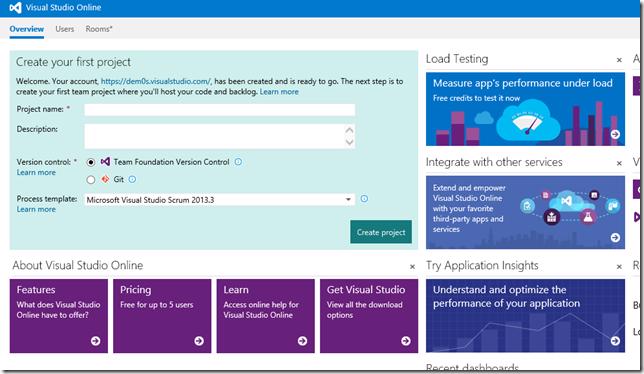 Visual Studio Online
Overview Users Rooms*
Create your first project
Welcome. Your account, https://dem0s.visualstudio.com/, has been created and is ready to go. The next step is to
create your first team project where you'll host your code and backlog. Learn more
Project name: *
Description:
Version control: * Team Foundation Version Control
Learn more
Git
Process template: Microsoft Visual Studio Scrum 2013.3
Learn more
Create project
Load Testing
Measure app's performance under load
Free credits to test it now
Integrate with other services
Extend and empower
Visual Studio Online
with your favorite
third-party apps and
services
About Visual Studio Online
Features
What does Visual Studio
Online have to offer?
Pricing
Free for up to 5 users
Learn
Access online help for
Visual Studio Online
Get Visual Studio
View all the download
options
Try Application Insights
Understand and optimize the
performance of your application
Recent dashboards